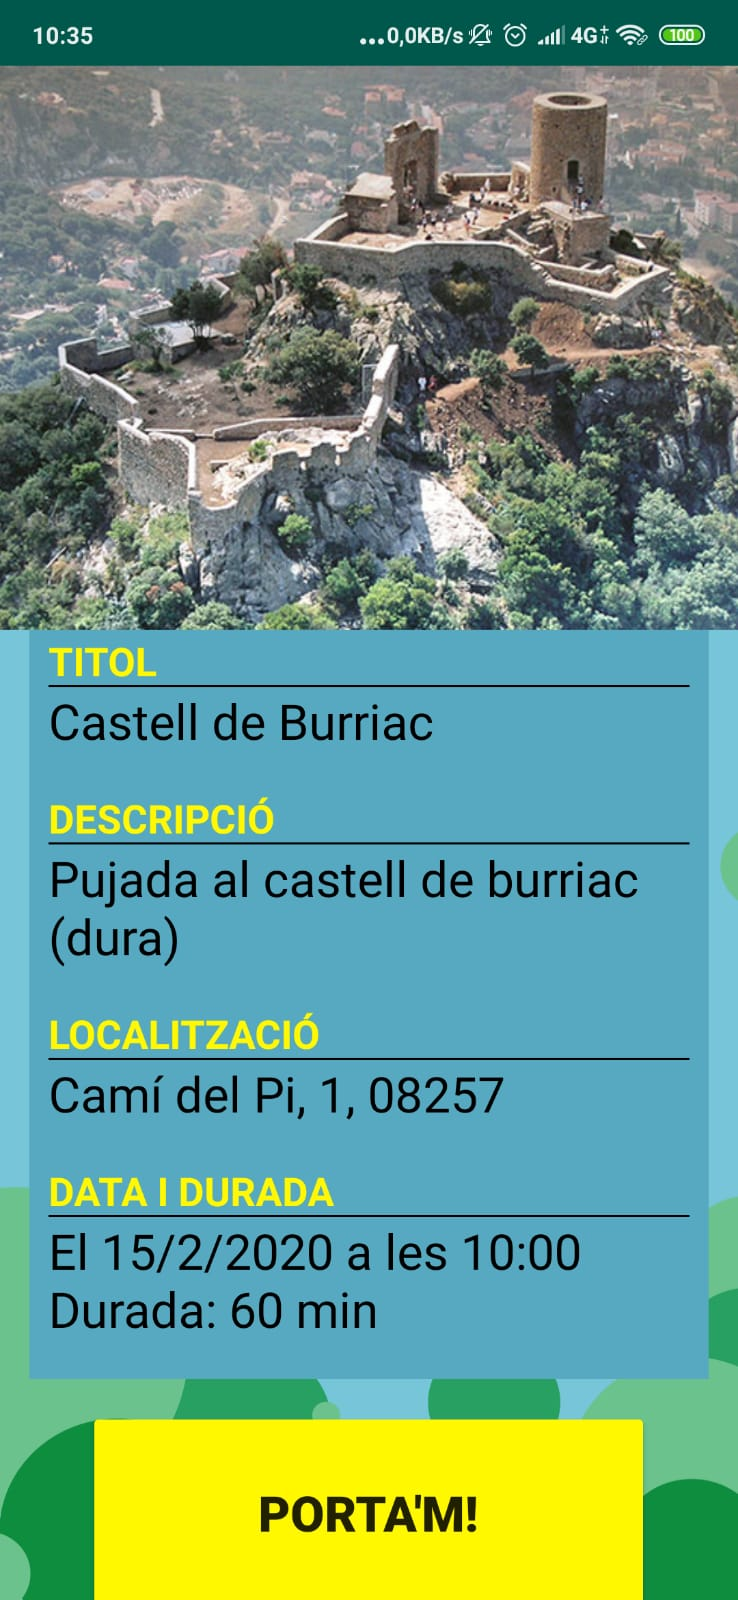 10:35
...0,0KB/s
4G+
100
TITOL
Castell de Burriac
DESCRIPCIÓ
Pujada al castell de burriac
(dura)
LOCALITZACIÓ
Camí del Pi, 1, 08257
DATA I DURADA
El 15/2/2020 a les 10:00
Durada: 60 min
PORTA'M!